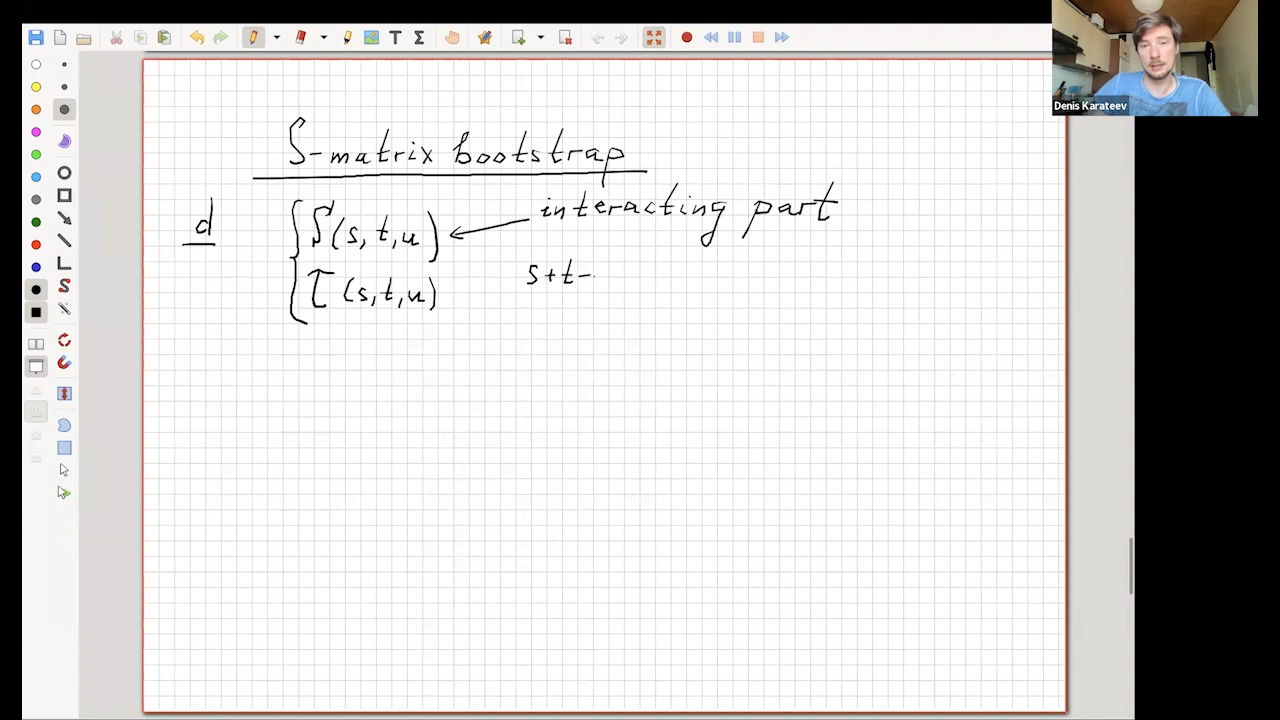 S-matrix bootstrap
d
S(s, t, u)
interacting part
T(s, t, u)
s+t-
Denis Karateev